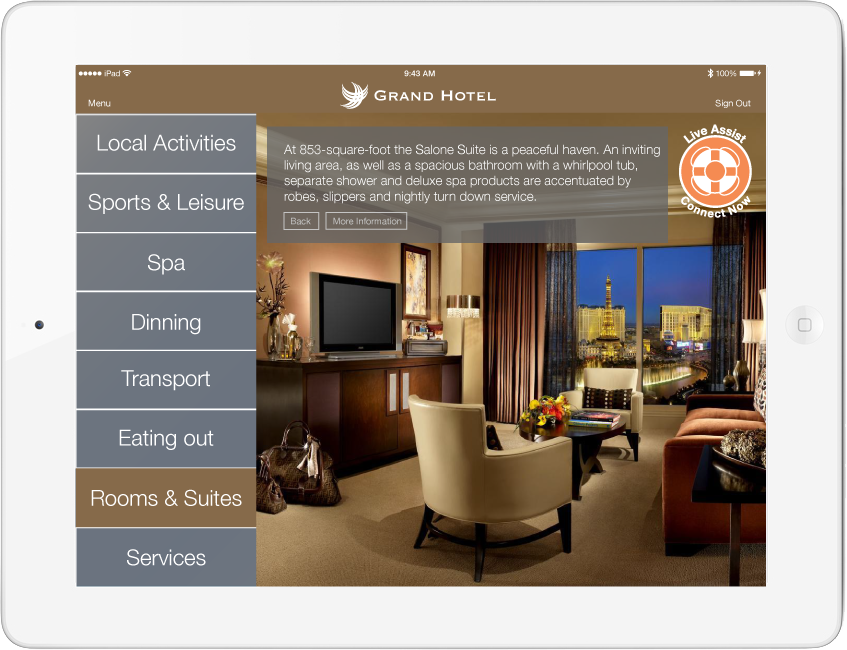 iPad
9:43 AM
100%
Menu
GRAND HOTEL
Sign Out
Local Activities
Sports & Leisure
Spa
Dinning
Transport
Eating out
Rooms & Suites
Services
At 853-square-foot the Salone Suite is a peaceful haven. An inviting
living area, as well as a spacious bathroom with a whirlpool tub,
separate shower and deluxe spa products are accentuated by
robes, slippers and nightly turn down service.
Back
More Information
Live Assist
Connect Now